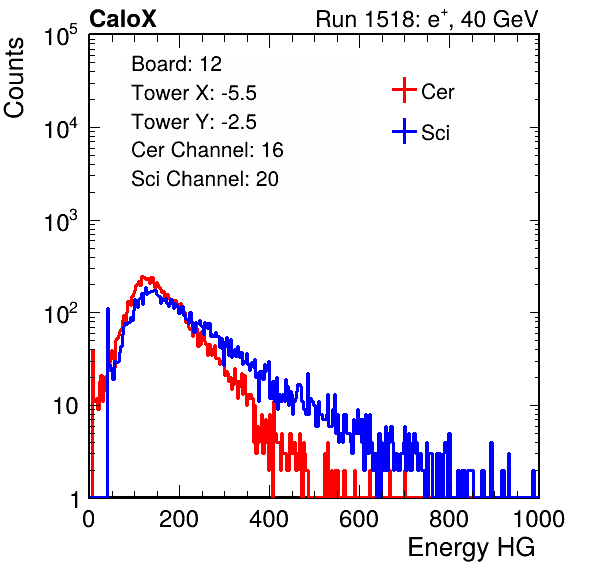 CaloX Run 1518: e⁺, 40 GeV
Counts
Board: 12
Tower X: -5.5
Tower Y: -2.5
Cer Channel: 16
Sci Channel: 20
Cer
Sci
10⁵
10⁴
10³
10²
10
1
0 200 400 600 800 1000
Energy HG